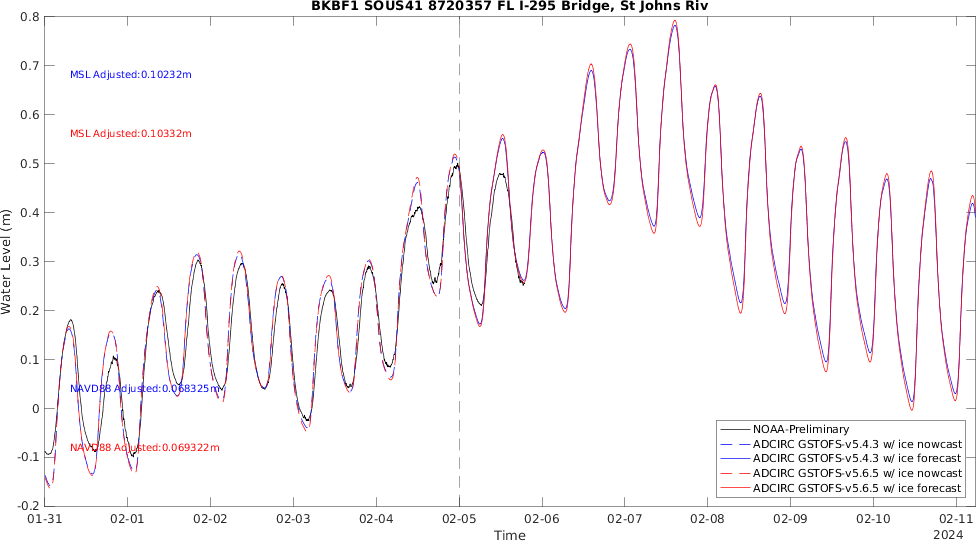 BKBF1 SOUS41 8720357 FL I-295 Bridge, St Johns Riv
0.8
0.7
0.6
0.5
0.4
0.3
0.2
0.1
0
-0.1
-0.2
Water Level (m)
MSL Adjusted:0.10232m
MSL Adjusted:0.10332m
NAVD88 Adjusted:0.068325m
NAVD88 Adjusted:0.069322m
NOAA-Preliminary
ADCIRC GSTOFS-v5.4.3 w/ ice nowcast
ADCIRC GSTOFS-v5.4.3 w/ ice forecast
ADCIRC GSTOFS-v5.6.5 w/ ice nowcast
ADCIRC GSTOFS-v5.6.5 w/ ice forecast
01-31 02-01 02-02 02-03 02-04 02-05 02-06 02-07 02-08 02-09 02-10 02-11
Time
2024